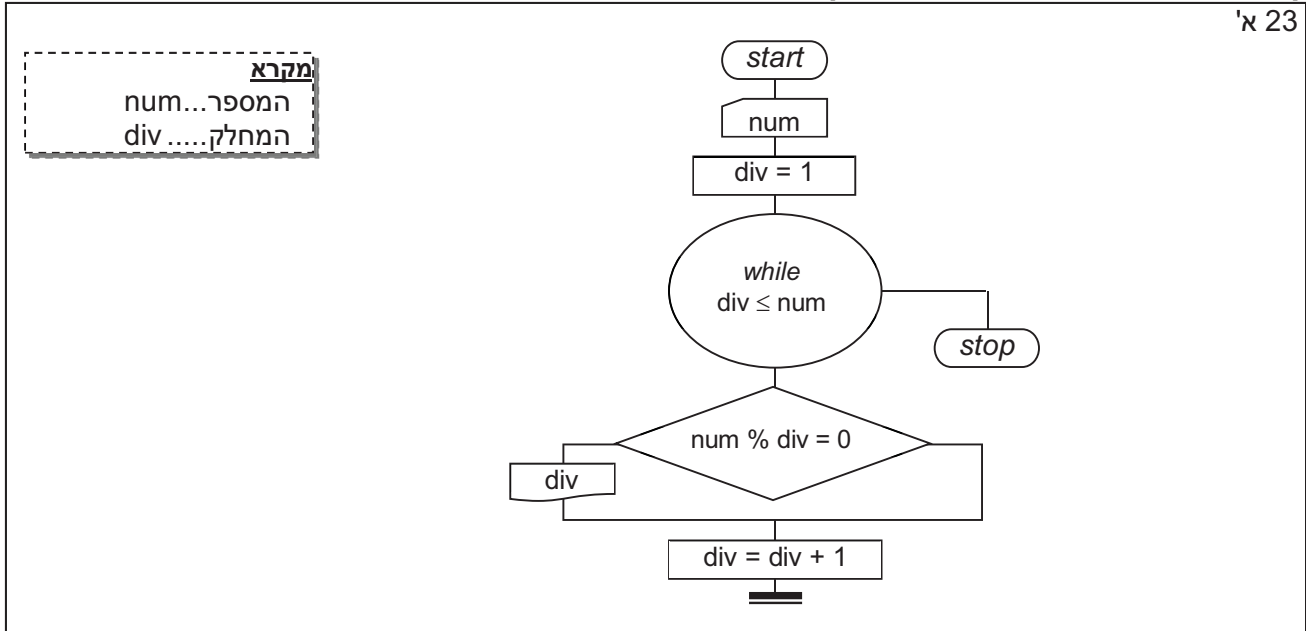 23 א'
מקרא
המספר...num
המחלק.....div
start
num
div = 1
while
div ≤ num
stop
num % div = 0
div
div = div + 1